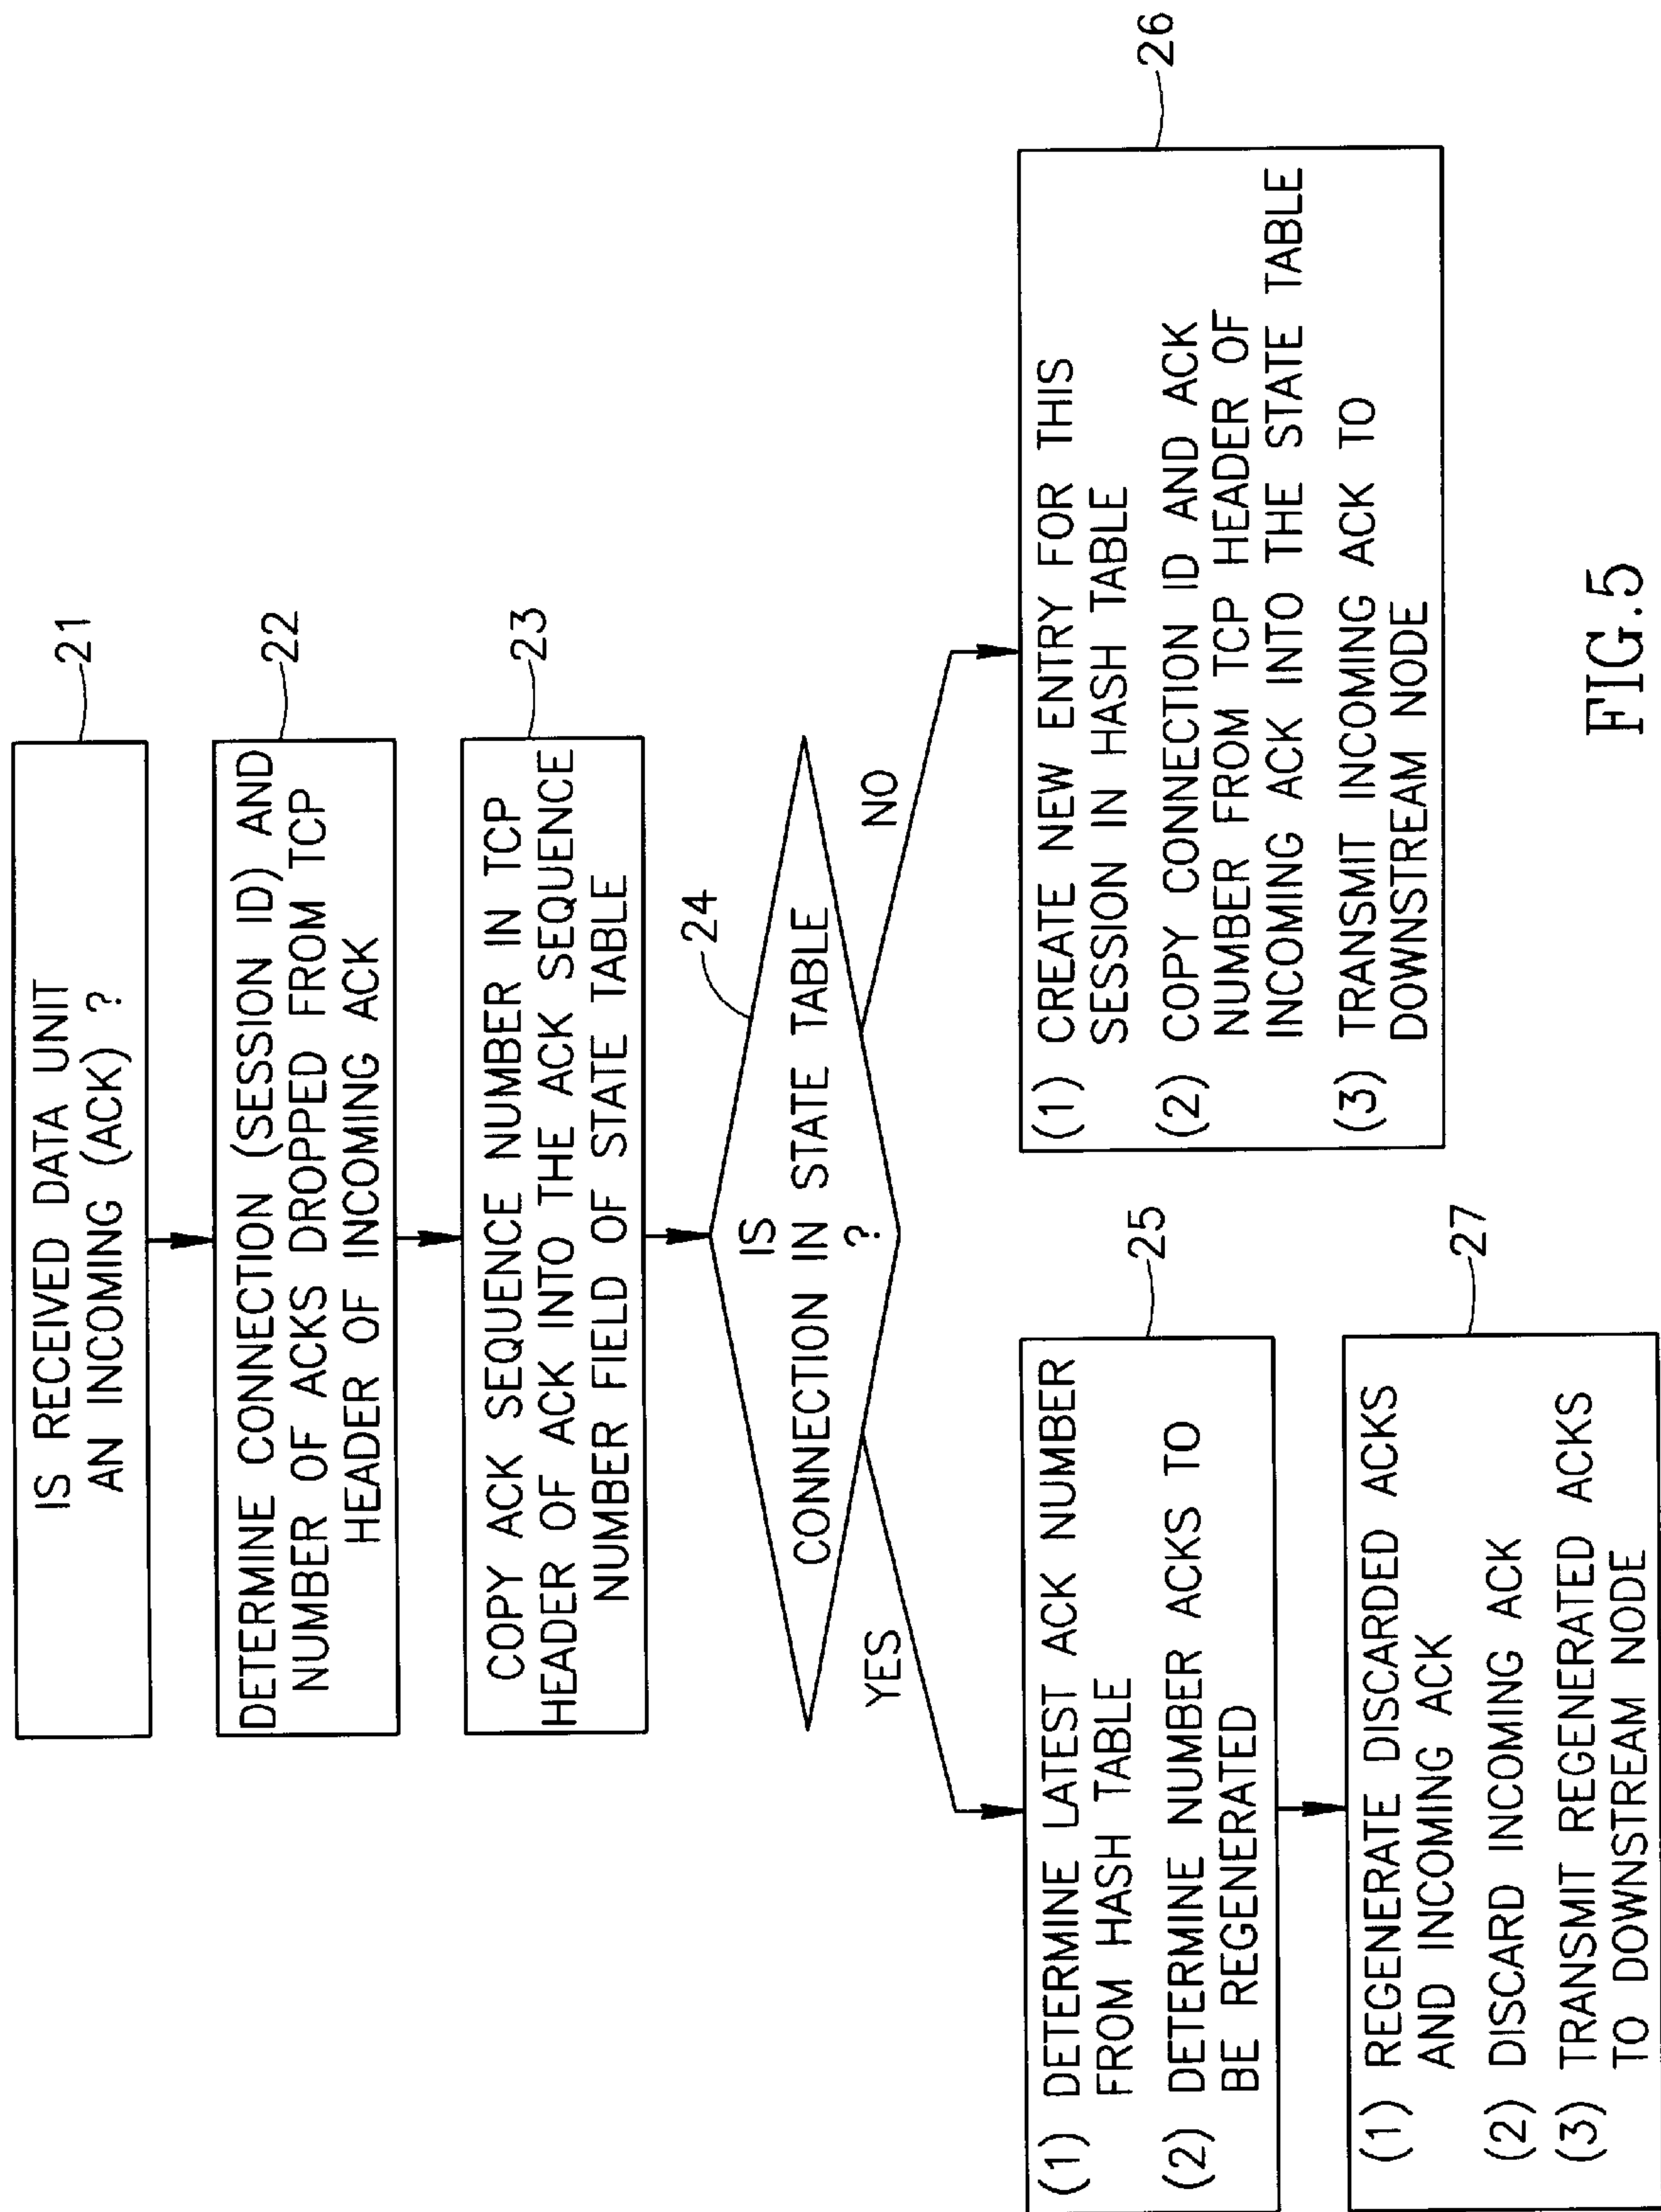 21
IS RECEIVED DATA UNIT
AN INCOMING (ACK) ?
22
DETERMINE CONNECTION (SESSION ID) AND
NUMBER OF ACKS DROPPED FROM TCP
HEADER OF INCOMING ACK
23
COPY ACK SEQUENCE NUMBER IN TCP
HEADER OF ACK INTO THE ACK SEQUENCE
NUMBER FIELD OF STATE TABLE
24
IS
CONNECTION IN STATE TABLE
?
YES
NO
25
(1) DETERMINE LATEST ACK NUMBER
FROM HASH TABLE
(2) DETERMINE NUMBER ACKS TO
BE REGENERATED
26
(1) CREATE NEW ENTRY FOR THIS
SESSION IN HASH TABLE
(2) COPY CONNECTION ID AND ACK
NUMBER FROM TCP HEADER OF
INCOMING ACK INTO THE STATE TABLE
(3) TRANSMIT INCOMING ACK TO
DOWNSTREAM NODE
27
(1) REGENERATE DISCARDED ACKS
AND INCOMING ACK
(2) DISCARD INCOMING ACK
(3) TRANSMIT REGENERATED ACKS
TO DOWNSTREAM NODE
FIG.5